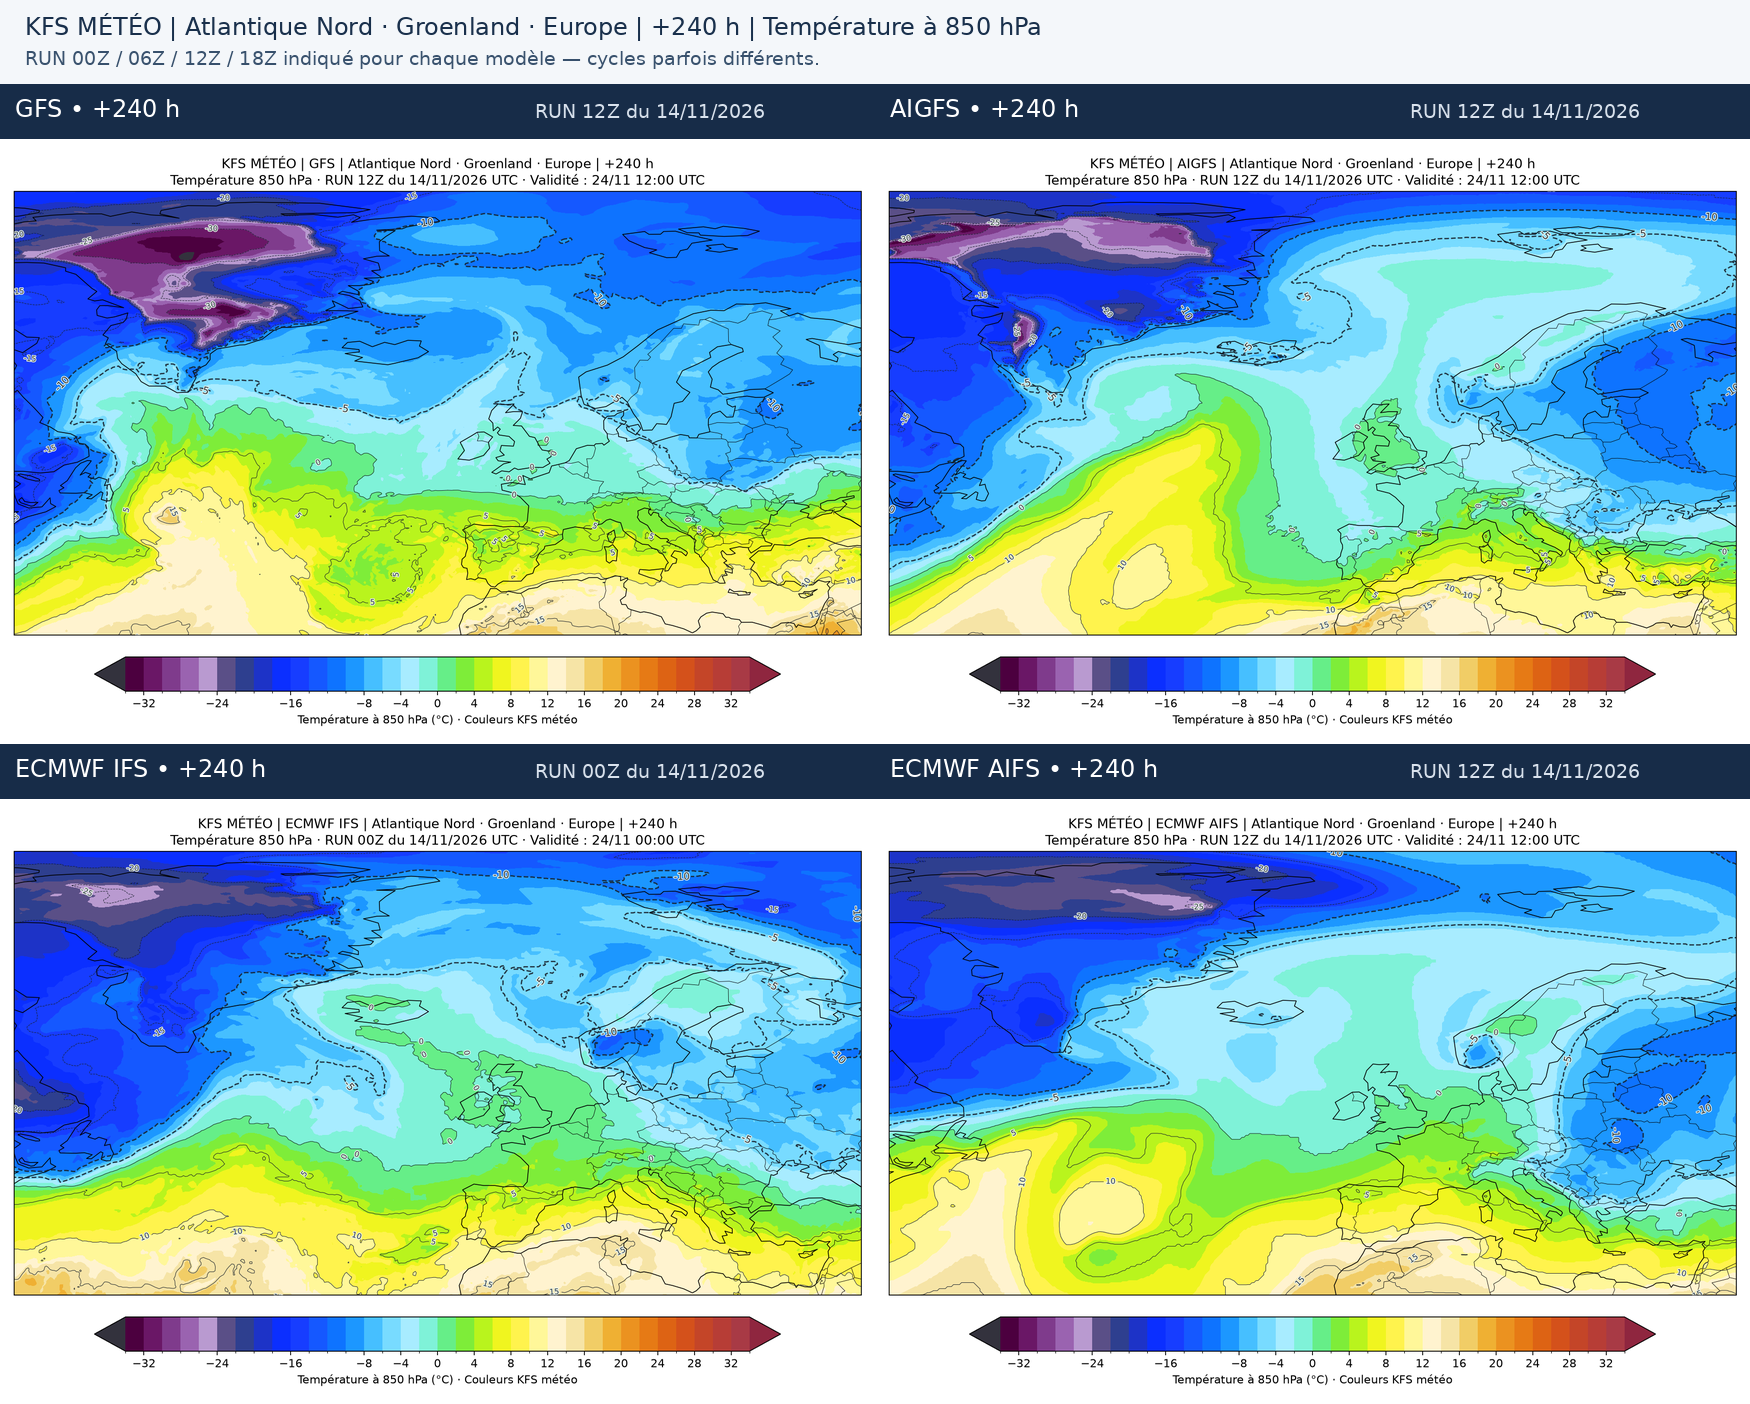 KFS MÉTÉO | Atlantique Nord · Groenland · Europe | +240 h | Température à 850 hPa
RUN 00Z / 06Z / 12Z / 18Z indiqué pour chaque modèle — cycles parfois différents.
GFS • +240 h
RUN 12Z du 14/11/2026
AIGFS • +240 h
RUN 12Z du 14/11/2026
KFS MÉTÉO | GFS | Atlantique Nord · Groenland · Europe | +240 h
Température 850 hPa · RUN 12Z du 14/11/2026 UTC · Validité : 24/11 12:00 UTC
KFS MÉTÉO | AIGFS | Atlantique Nord · Groenland · Europe | +240 h
Température 850 hPa · RUN 12Z du 14/11/2026 UTC · Validité : 24/11 12:00 UTC
−32 −24 −16 −8 −4 0 4 8 12 16 20 24 28 32
Température à 850 hPa (°C) · Couleurs KFS météo
−32 −24 −16 −8 −4 0 4 8 12 16 20 24 28 32
Température à 850 hPa (°C) · Couleurs KFS météo
ECMWF IFS • +240 h
RUN 00Z du 14/11/2026
ECMWF AIFS • +240 h
RUN 12Z du 14/11/2026
KFS MÉTÉO | ECMWF IFS | Atlantique Nord · Groenland · Europe | +240 h
Température 850 hPa · RUN 00Z du 14/11/2026 UTC · Validité : 24/11 00:00 UTC
KFS MÉTÉO | ECMWF AIFS | Atlantique Nord · Groenland · Europe | +240 h
Température 850 hPa · RUN 12Z du 14/11/2026 UTC · Validité : 24/11 12:00 UTC
−32 −24 −16 −8 −4 0 4 8 12 16 20 24 28 32
Température à 850 hPa (°C) · Couleurs KFS météo
−32 −24 −16 −8 −4 0 4 8 12 16 20 24 28 32
Température à 850 hPa (°C) · Couleurs KFS météo